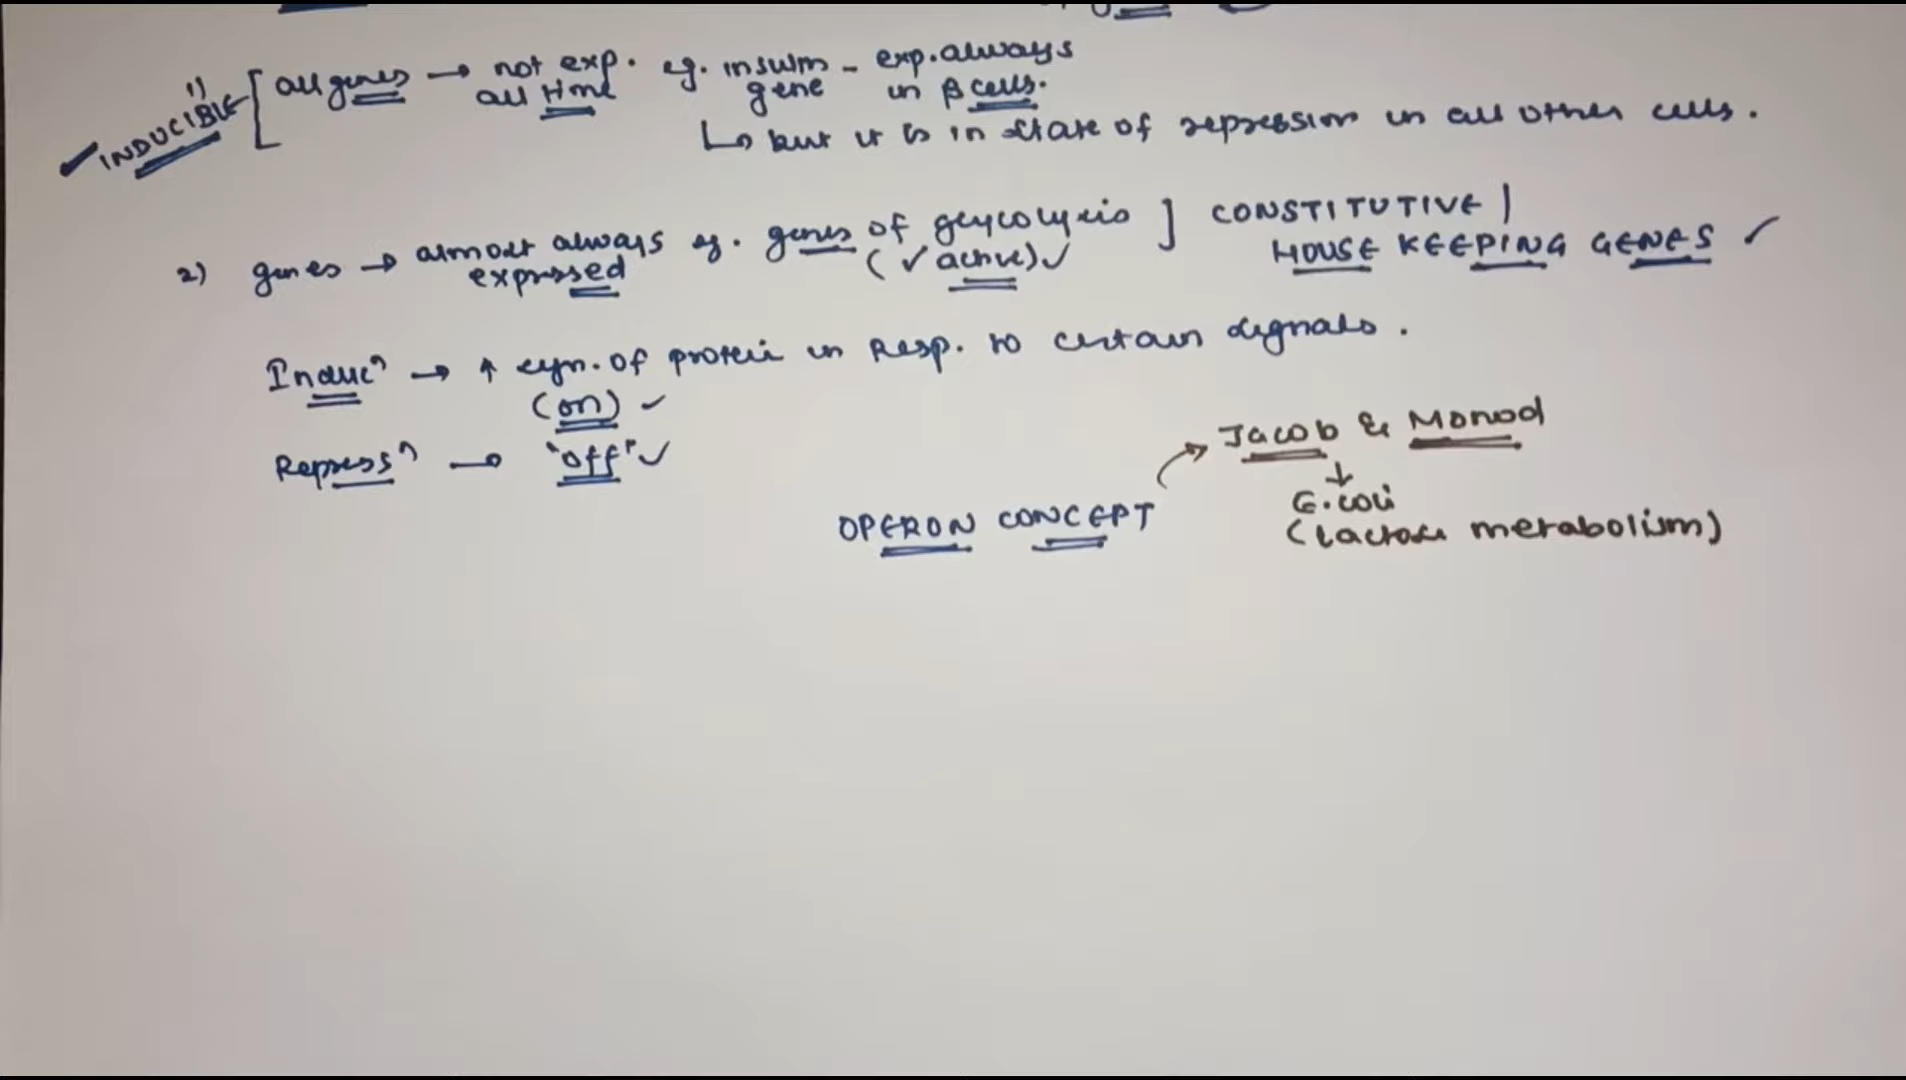 1) all genes → not exp. eg. insulin - exp. always
all time gene in β cells.
INDUCIBLE
↳ but it is in state of repression in all other cells.
2) genes → almost always eg. genes of glycolysis ] CONSTITUTIVE |
expressed (✓ active) ✓ HOUSE KEEPING GENES ✓
Inducⁿ → ↑ syn. of protein in Resp. to certain signals.
(on) ✓
Repressⁿ → "off" ✓
Jacob & Monod
↓
E.coli
OPERON CONCEPT
(lactose metabolism)